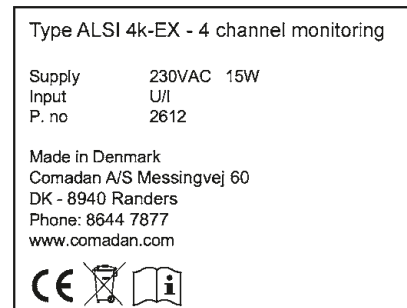 Type ALSI 4k-EX - 4 channel monitoring
Supply 230VAC 15W
Input U/I
P. no 2612
Made in Denmark
Comadan A/S Messingvej 60
DK - 8940 Randers
Phone: 8644 7877
www.comadan.com
CE i